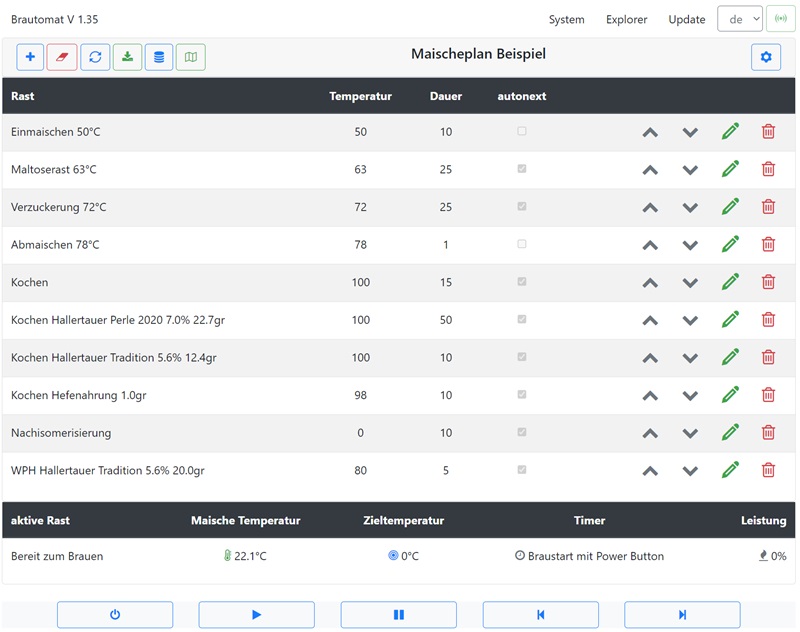 Brautomat V 1.35 System Explorer Update de
Maischeplan Beispiel
Rast Temperatur Dauer autonext
Einmaischen 50°C 50 10
Maltoserast 63°C 63 25
Verzuckerung 72°C 72 25
Abmaischen 78°C 78 1
Kochen 100 15
Kochen Hallertauer Perle 2020 7.0% 22.7gr 100 50
Kochen Hallertauer Tradition 5.6% 12.4gr 100 10
Kochen Hefenahrung 1.0gr 98 10
Nachisomerisierung 0 10
WPH Hallertauer Tradition 5.6% 20.0gr 80 5
aktive Rast Maische Temperatur Zieltemperatur Timer Leistung
Bereit zum Brauen 22.1°C 0°C Braustart mit Power Button 0%